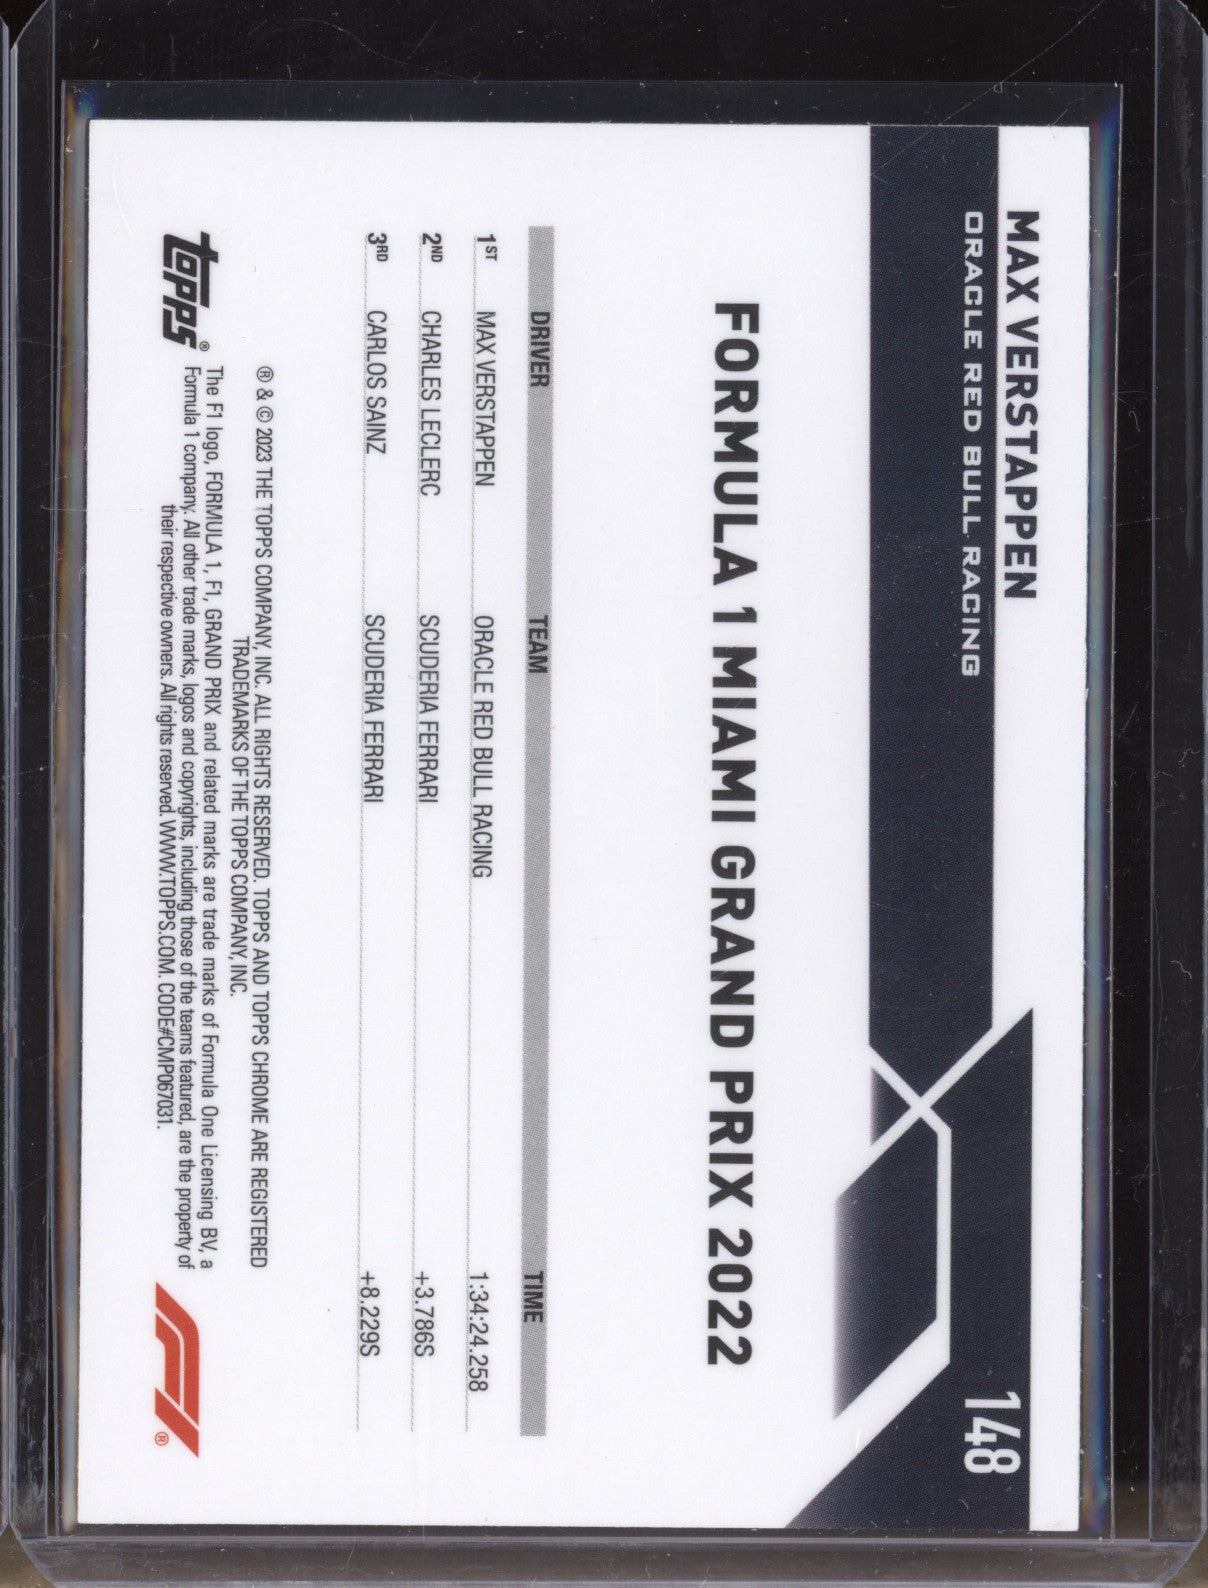 MAX VERSTAPPEN
ORACLE RED BULL RACING
148
FORMULA 1 MIAMI GRAND PRIX 2022
DRIVER TEAM TIME
1ST MAX VERSTAPPEN ORACLE RED BULL RACING 1:34:24.258
2ND CHARLES LECLERC SCUDERIA FERRARI +3.786S
3RD CARLOS SAINZ SCUDERIA FERRARI +8.229S
® & © 2023 THE TOPPS COMPANY, INC. ALL RIGHTS RESERVED. TOPPS AND TOPPS CHROME ARE REGISTERED
TRADEMARKS OF THE TOPPS COMPANY, INC.
The F1 logo, FORMULA 1, F1, GRAND PRIX and related marks are trade marks of Formula One Licensing BV, a
Formula 1 company. All other trade marks, logos and copyrights, including those of the teams featured, are the property of
their respective owners. All rights reserved. WWW.TOPPS.COM. CODE#CMP067031.
Topps®
F1®